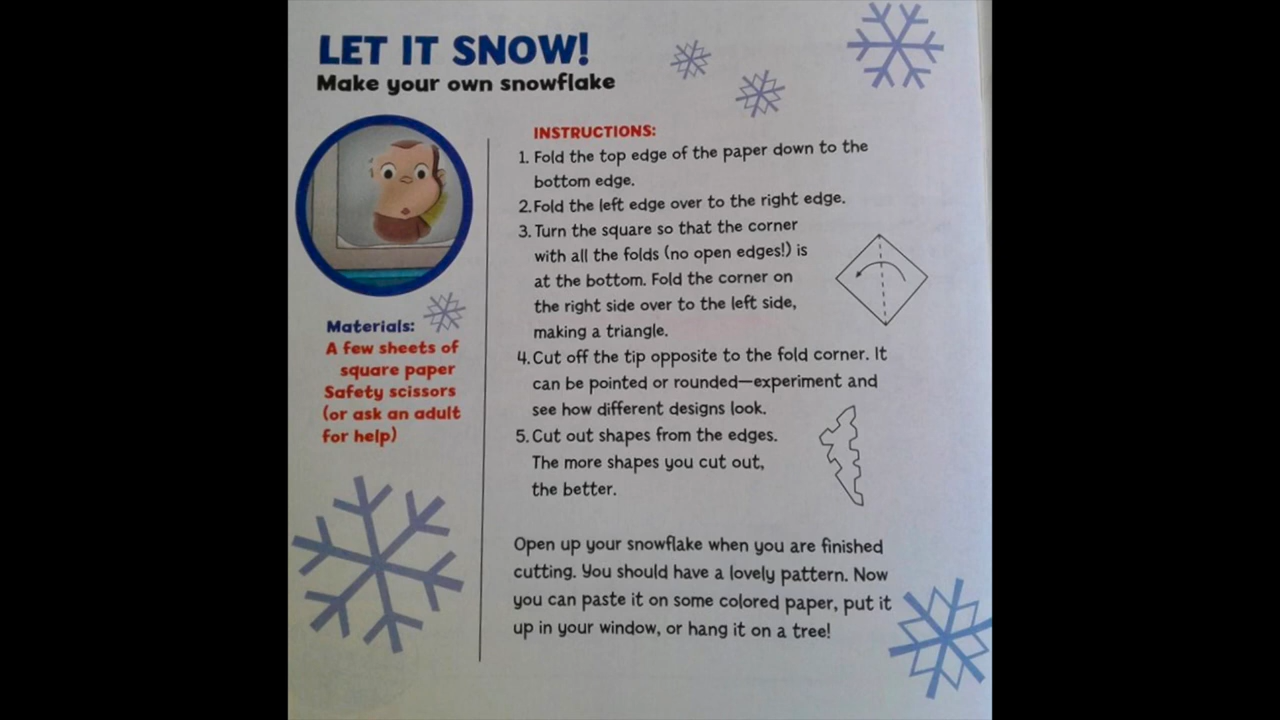 LET IT SNOW!
Make your own snowflake
Materials:
A few sheets of
square paper
Safety scissors
(or ask an adult
for help)
INSTRUCTIONS:
1. Fold the top edge of the paper down to the
bottom edge.
2. Fold the left edge over to the right edge.
3. Turn the square so that the corner
with all the folds (no open edges!) is
at the bottom. Fold the corner on
the right side over to the left side,
making a triangle.
4. Cut off the tip opposite to the fold corner. It
can be pointed or rounded—experiment and
see how different designs look.
5. Cut out shapes from the edges.
The more shapes you cut out,
the better.
Open up your snowflake when you are finished
cutting. You should have a lovely pattern. Now
you can paste it on some colored paper, put it
up in your window, or hang it on a tree!